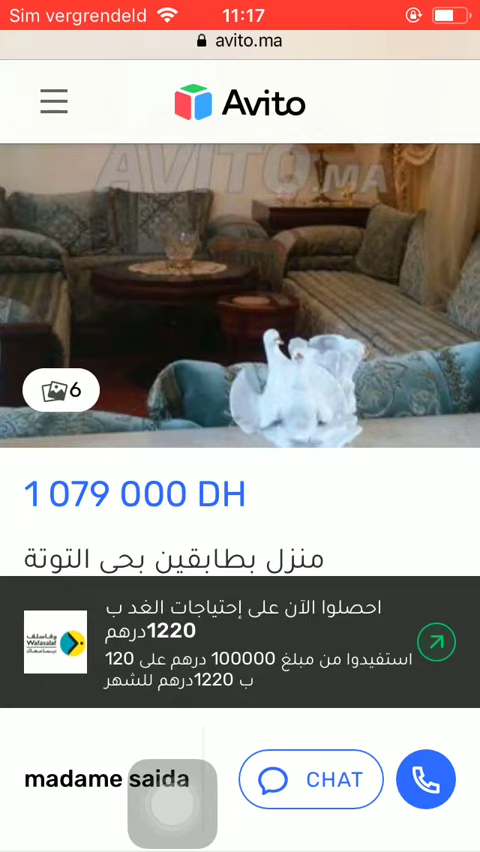 Sim vergrendeld 11:17
avito.ma
Avito
AVITO.MA
6
1 079 000 DH
منزل بطابقين بحى التوتة
احصلوا الآن على إحتياجات الغد ب
1220درهم
استفيدوا من مبلغ 100000 درهم على 120
ب 1220درهم للشهر
وفاسلف
Wafasalaf
madame saida
CHAT